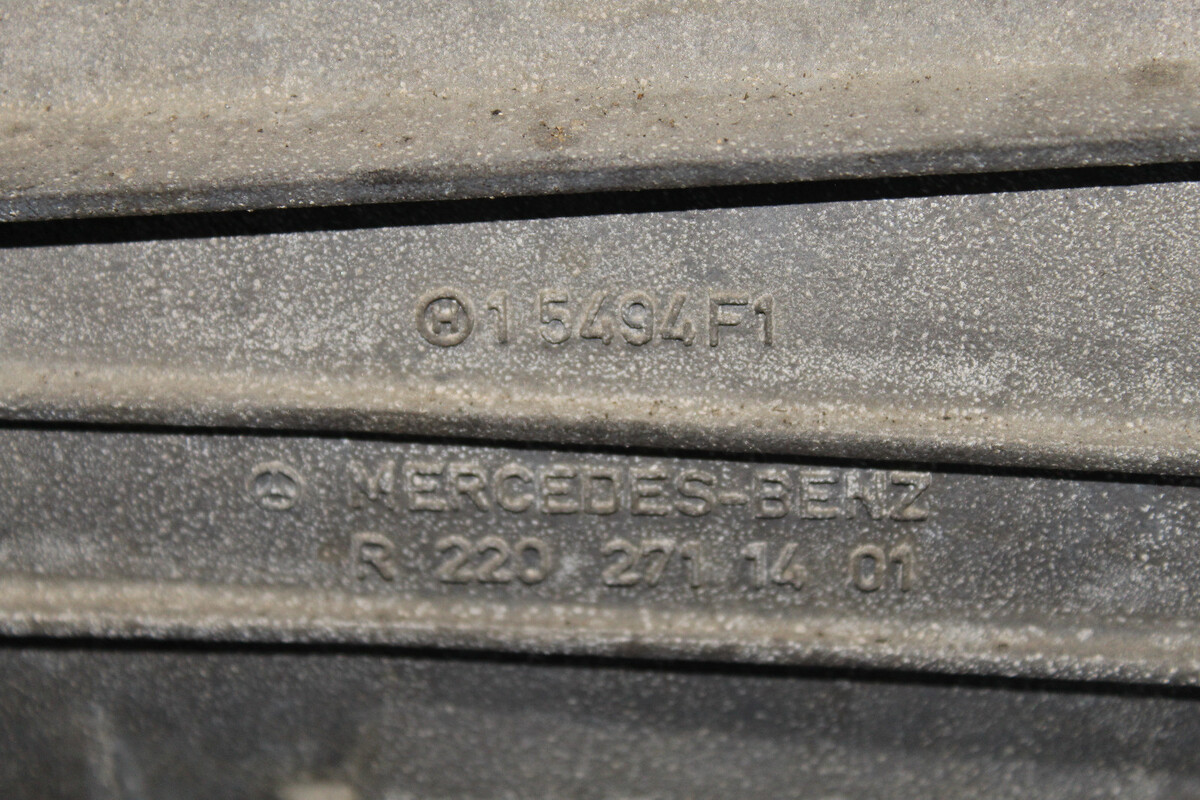 H 1 5494 F1
MERCEDES-BENZ
R 220 271 14 01